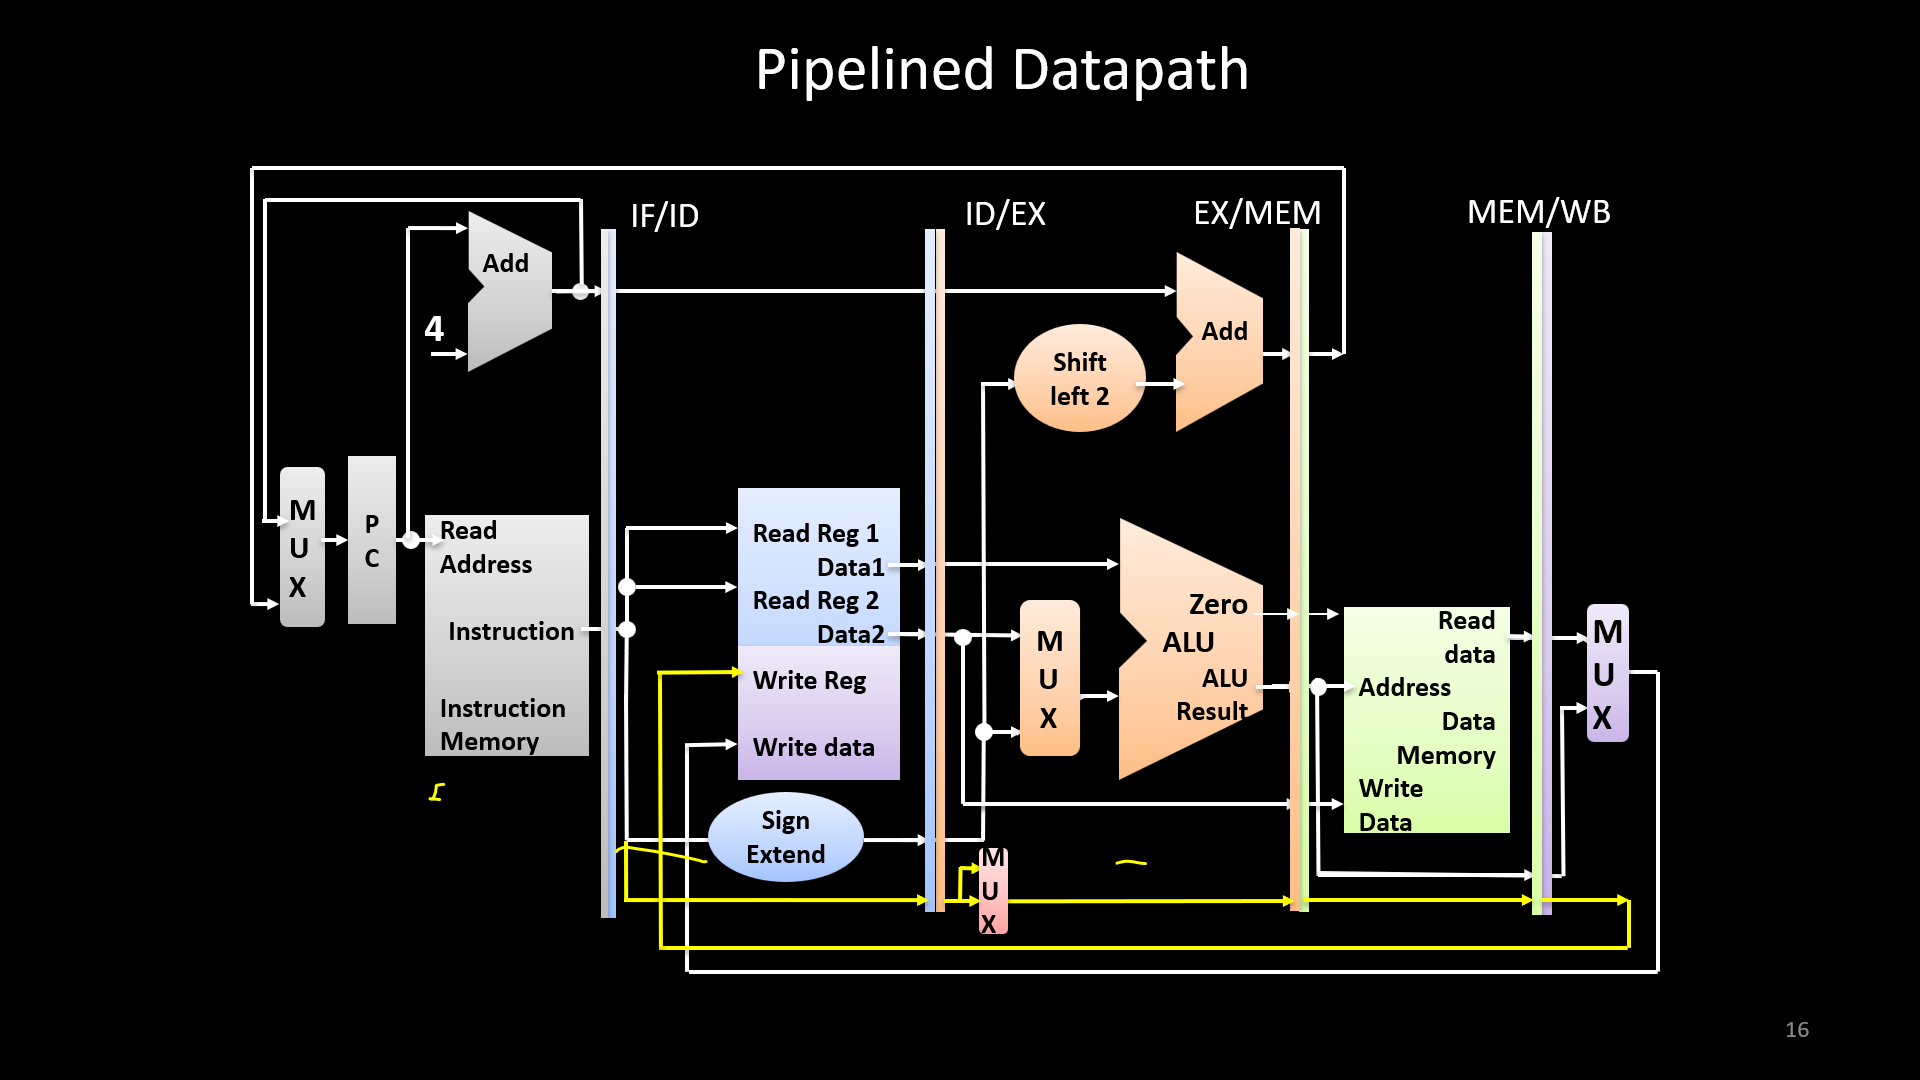 Pipelined Datapath
IF/ID
ID/EX
EX/MEM
MEM/WB
Add
4
Add
Shift
left 2
M
U
X
P
C
Read
Address
Instruction
Instruction
Memory
Read Reg 1
Data1
Read Reg 2
Data2
Write Reg
Write data
Sign
Extend
M
U
X
M
U
X
Zero
ALU
ALU
Result
Read
data
Address
Data
Memory
Write
Data
M
U
X
I
16